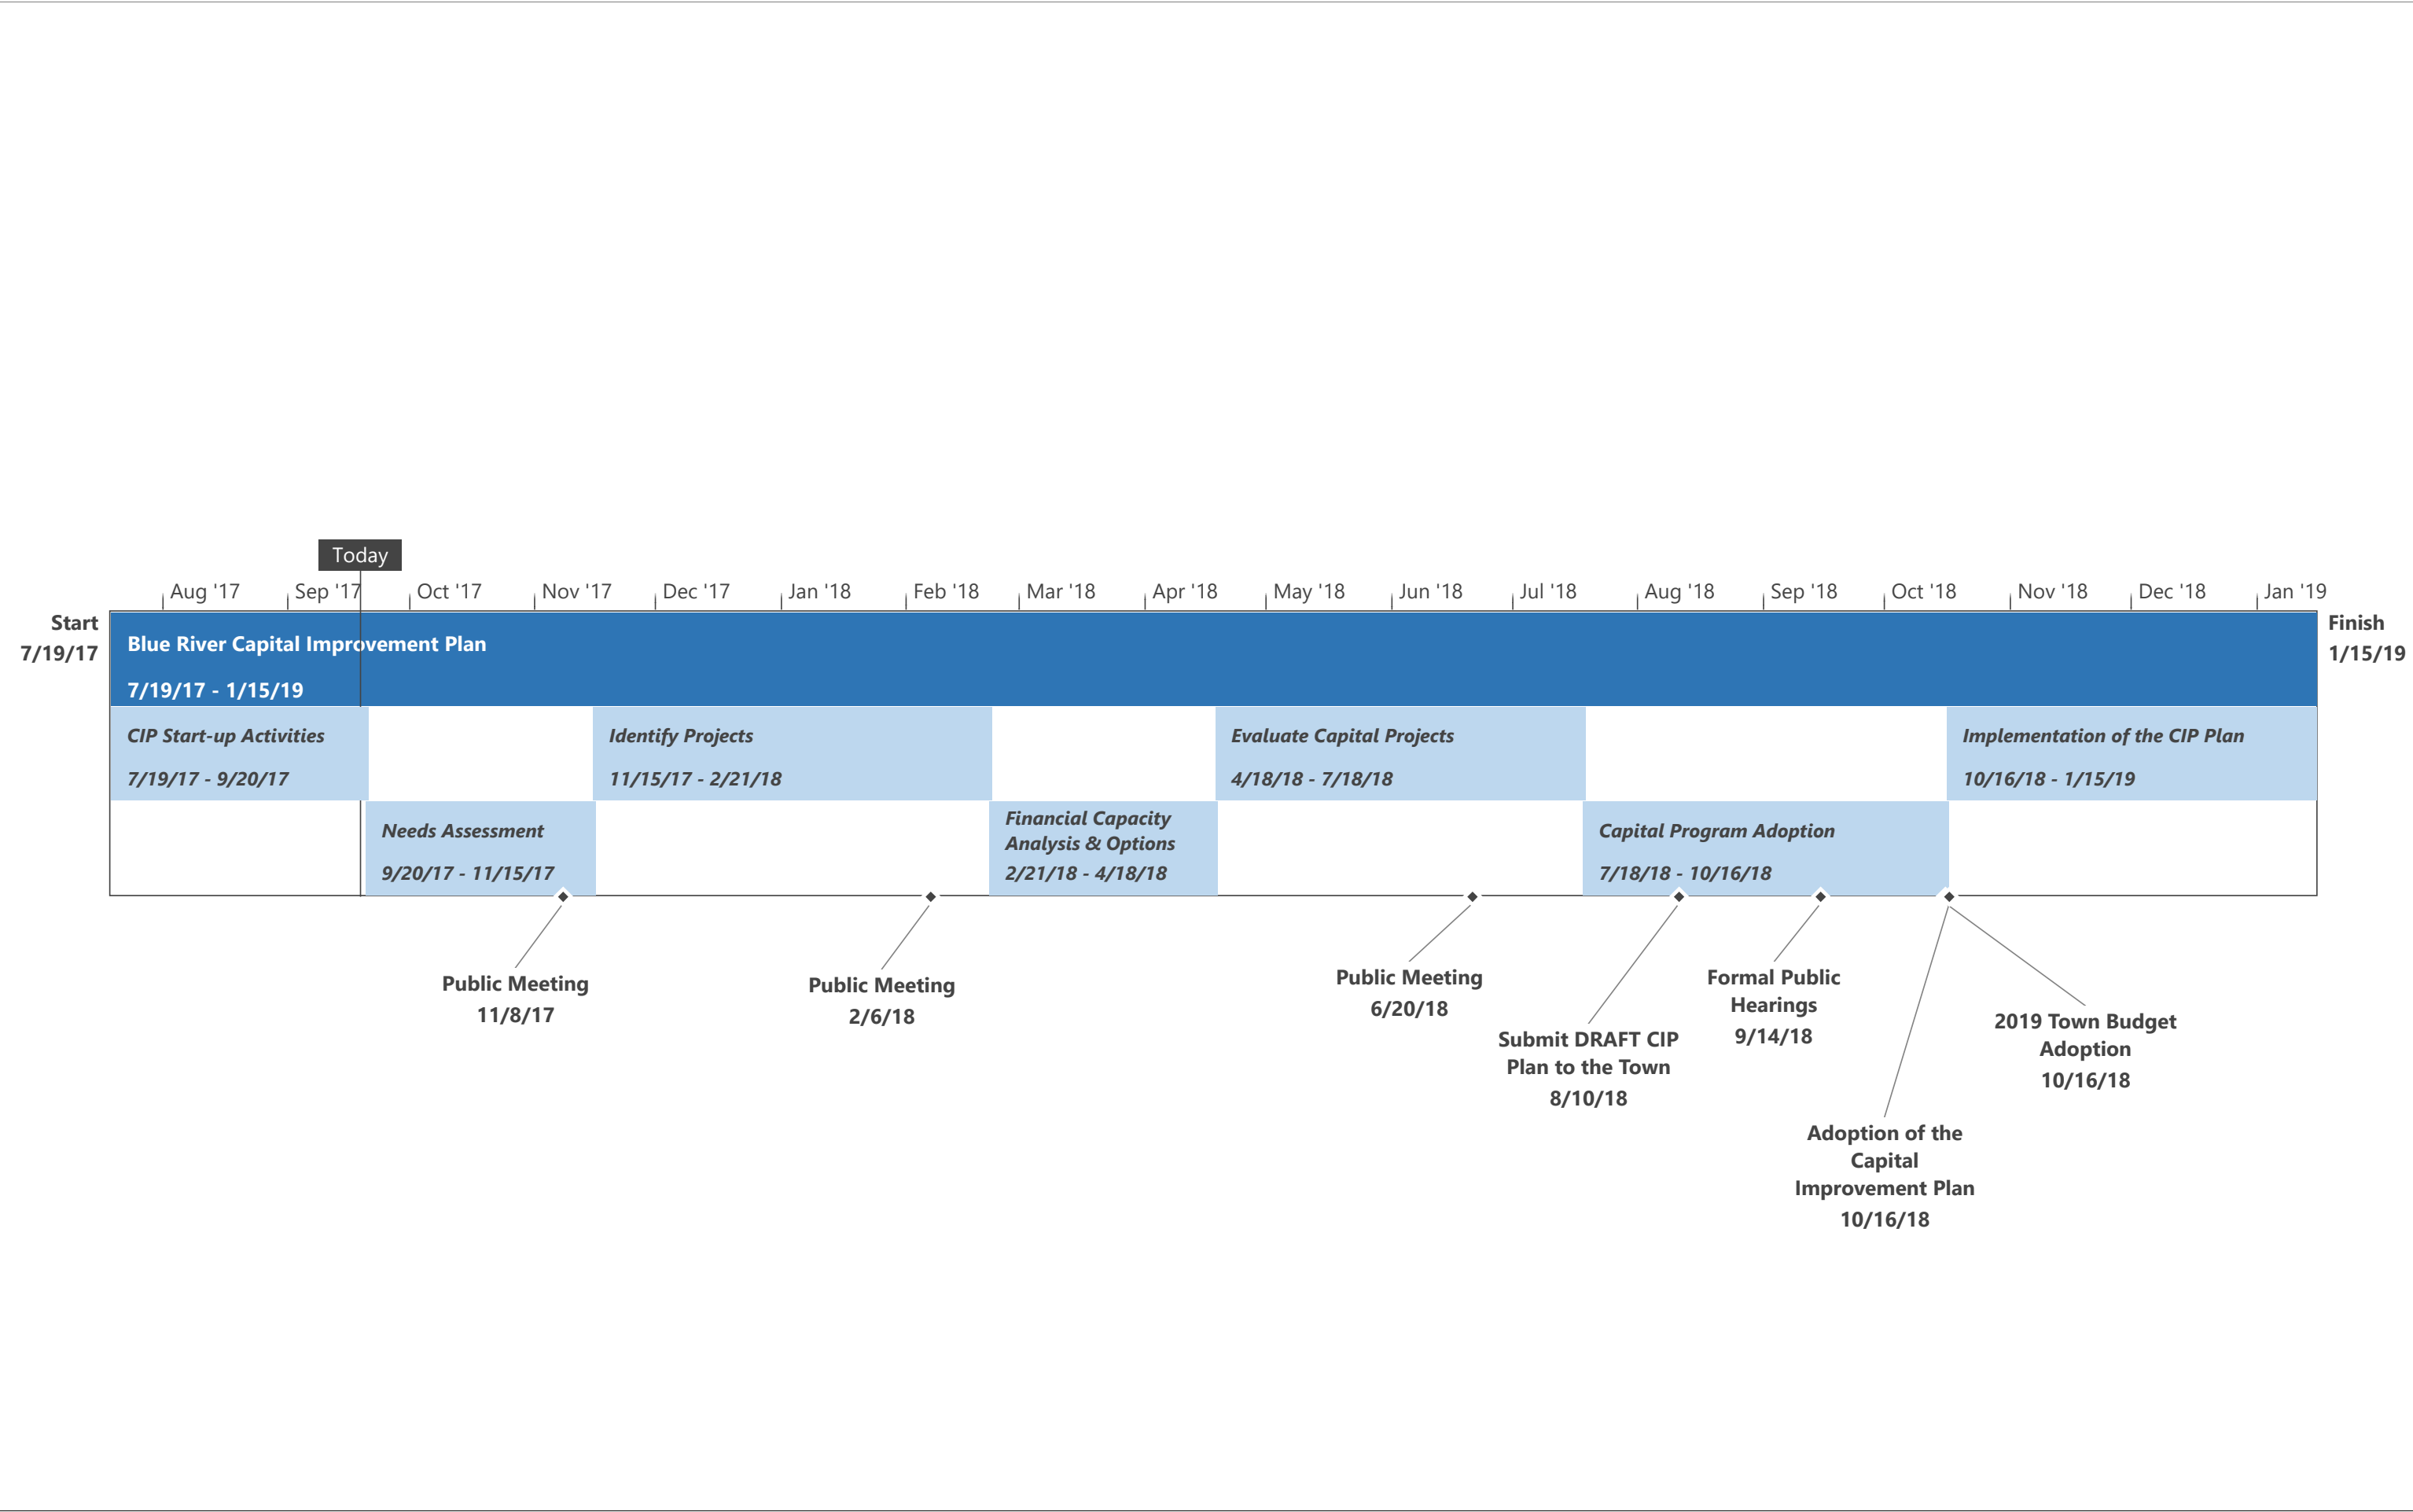 Today
Aug '17
Sep '17
Oct '17
Nov '17
Dec '17
Jan '18
Feb '18
Mar '18
Apr '18
May '18
Jun '18
Jul '18
Aug '18
Sep '18
Oct '18
Nov '18
Dec '18
Jan '19
Start
7/19/17
Blue River Capital Improvement Plan
7/19/17 - 1/15/19
Finish
1/15/19
CIP Start-up Activities
7/19/17 - 9/20/17
Identify Projects
11/15/17 - 2/21/18
Evaluate Capital Projects
4/18/18 - 7/18/18
Implementation of the CIP Plan
10/16/18 - 1/15/19
Needs Assessment
9/20/17 - 11/15/17
Financial Capacity
Analysis & Options
2/21/18 - 4/18/18
Capital Program Adoption
7/18/18 - 10/16/18
Public Meeting
11/8/17
Public Meeting
2/6/18
Public Meeting
6/20/18
Submit DRAFT CIP
Plan to the Town
8/10/18
Formal Public
Hearings
9/14/18
Adoption of the
Capital
Improvement Plan
10/16/18
2019 Town Budget
Adoption
10/16/18